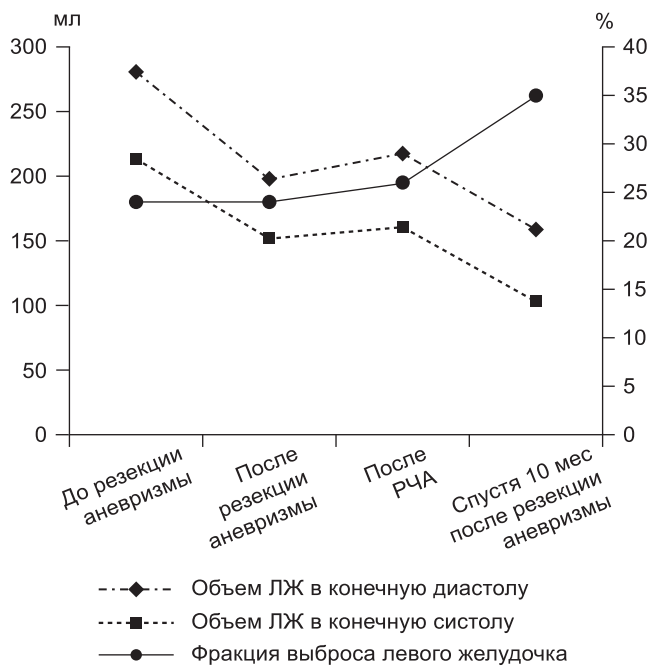 мл
%
300
250
200
150
100
50
0
40
35
30
25
20
15
10
5
0
До резекции
аневризмы
После
резекции
аневризмы
После
РЧА
Спустя 10 мес
после резекции
аневризмы
Объем ЛЖ в конечную диастолу
Объем ЛЖ в конечную систолу
Фракция выброса левого желудочка